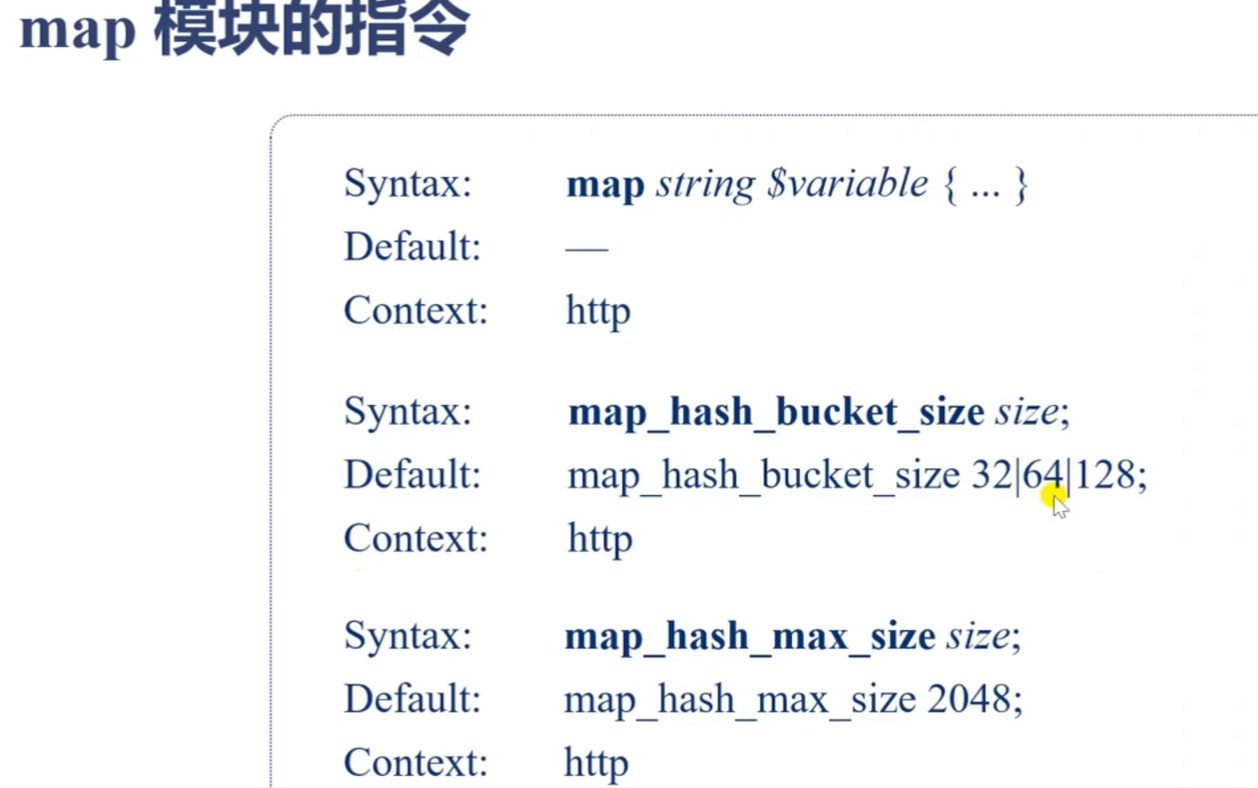 map 模块的指令
Syntax: map string $variable { ... }
Default: —
Context: http
Syntax: map_hash_bucket_size size;
Default: map_hash_bucket_size 32|64|128;
Context: http
Syntax: map_hash_max_size size;
Default: map_hash_max_size 2048;
Context: http